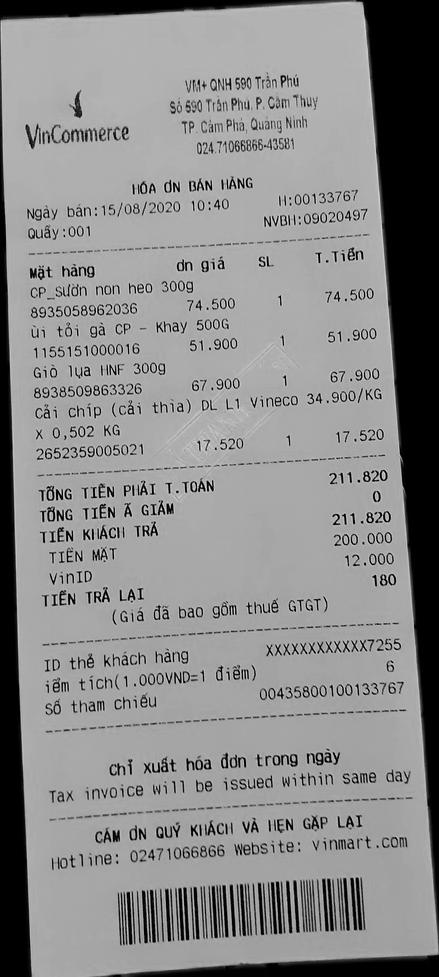 VinCommerce
VM+ QNH 590 Trần Phú
Số 590 Trần Phú, P. Cẩm Thuỷ
TP. Cẩm Phả, Quảng Ninh
024.71066866-43581
HÓA ƠN BÁN HÀNG
Ngày bán:15/08/2020 10:40 H:00133767
Quầy:001 NVBH:09020497
Mặt hàng ơn giá SL T.Tiền
CP_Sườn non heo 300g
8935058962036 74.500 1 74.500
ùi tỏi gà CP - Khay 500G
1155151000016 51.900 1 51.900
Giò lụa HNF 300g
8938509863326 67.900 1 67.900
Cải chíp (cải thìa) DL L1 Vineco 34.900/KG
X 0,502 KG
2652359005021 17.520 1 17.520
TỔNG TIỀN PHẢI T.TOÁN 211.820
TỔNG TIỀN Ã GIẢM 0
TIỀN KHÁCH TRẢ 211.820
TIỀN MẶT 200.000
VinID 12.000
TIỀN TRẢ LẠI 180
(Giá đã bao gồm thuế GTGT)
ID thẻ khách hàng XXXXXXXXXXXX7255
iểm tích(1.000VND=1 điểm) 6
Số tham chiếu 00435800100133767
Chỉ xuất hóa đơn trong ngày
Tax invoice will be issued within same day
CẢM ƠN QUÝ KHÁCH VÀ HẸN GẶP LẠI
Hotline: 02471066866 Website: vinmart.com